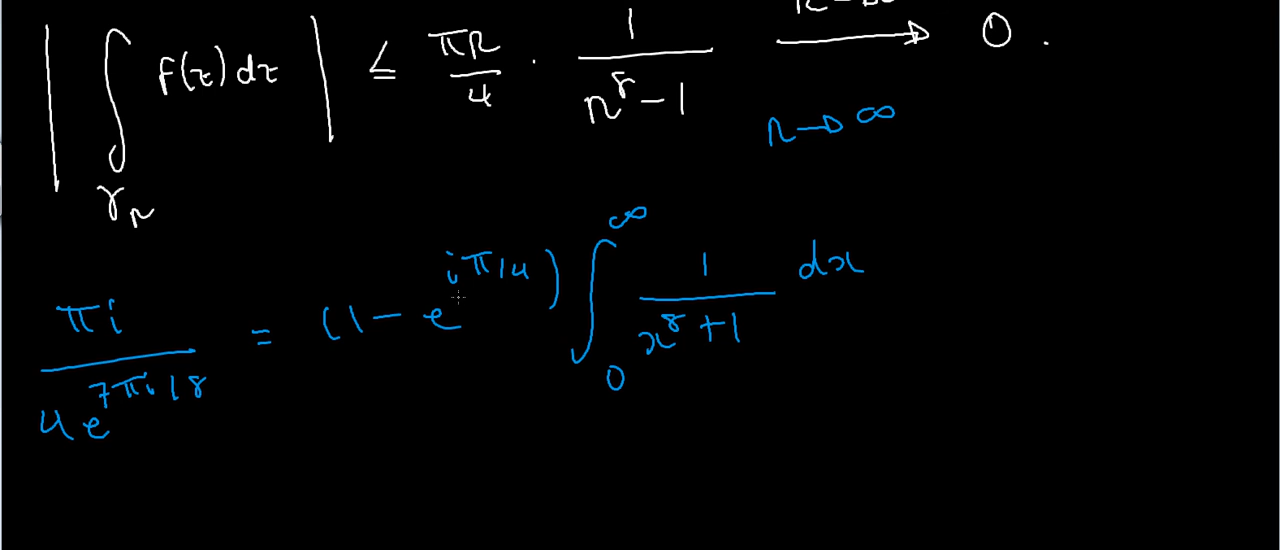 | ∫_{γ_R} f(z) dz | ≤ πR/4 · 1/(R^8 − 1) → 0 .
R → ∞
πi / (4e^{7πi/8}) = (1 − e^{iπ/4}) ∫_0^∞ 1/(x^8 + 1) dx